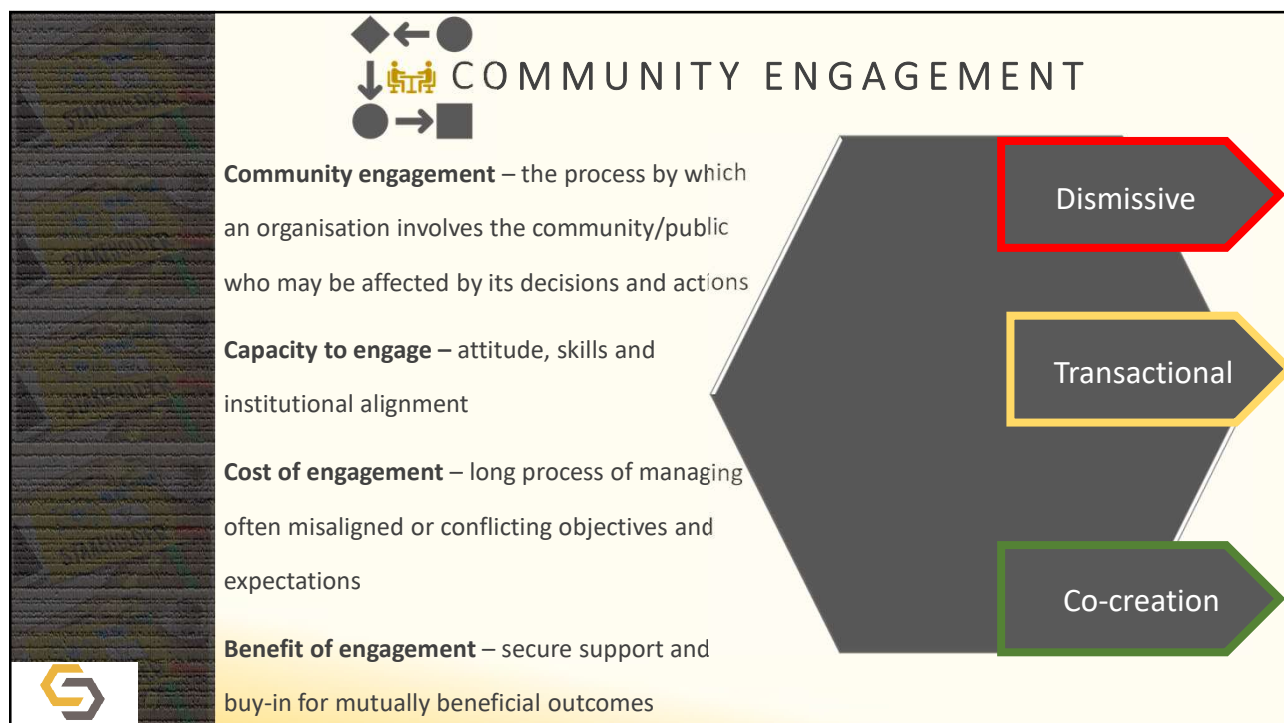 COMMUNITY ENGAGEMENT
Community engagement – the process by which
an organisation involves the community/public
who may be affected by its decisions and actions
Capacity to engage – attitude, skills and
institutional alignment
Cost of engagement – long process of managing
often misaligned or conflicting objectives and
expectations
Benefit of engagement – secure support and
buy-in for mutually beneficial outcomes
Dismissive
Transactional
Co-creation